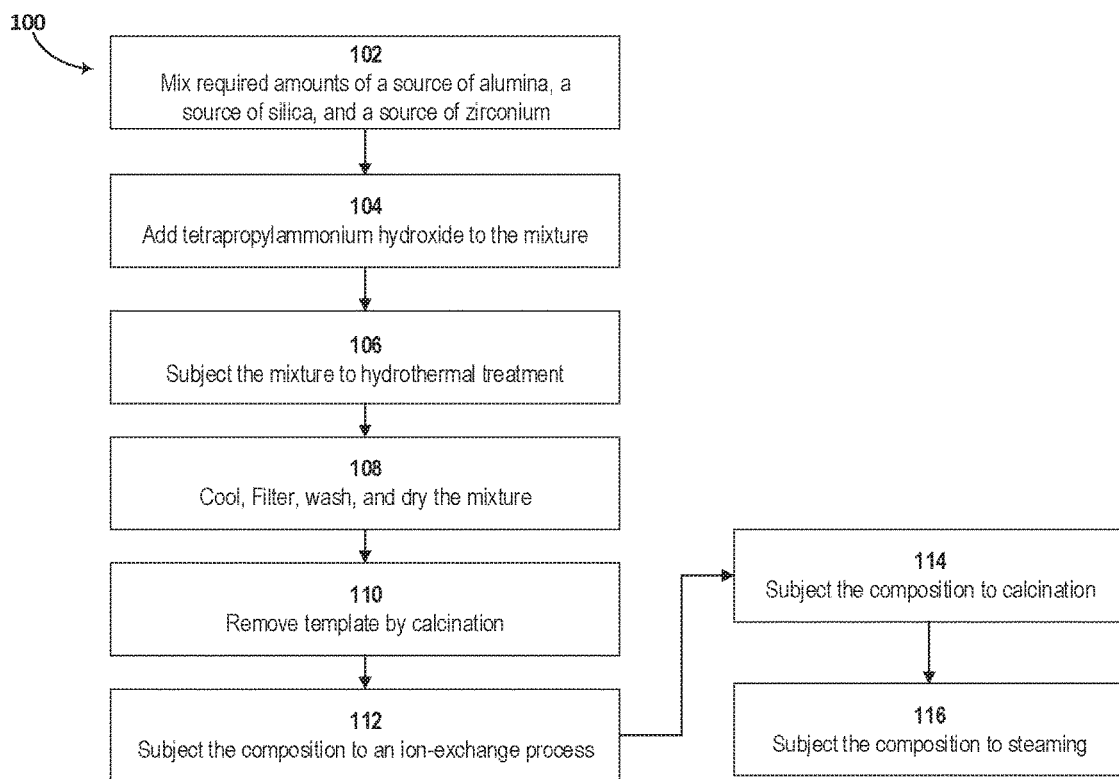 100
102
Mix required amounts of a source of alumina, a
source of silica, and a source of zirconium
104
Add tetrapropylammonium hydroxide to the mixture
106
Subject the mixture to hydrothermal treatment
108
Cool, Filter, wash, and dry the mixture
110
Remove template by calcination
112
Subject the composition to an ion-exchange process
114
Subject the composition to calcination
116
Subject the composition to steaming